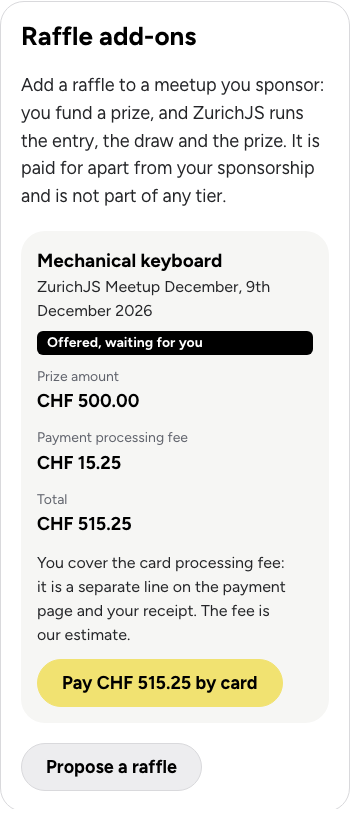 Raffle add-ons
Add a raffle to a meetup you sponsor:
you fund a prize, and ZurichJS runs
the entry, the draw and the prize. It is
paid for apart from your sponsorship
and is not part of any tier.
Mechanical keyboard
ZurichJS Meetup December, 9th
December 2026
Offered, waiting for you
Prize amount
CHF 500.00
Payment processing fee
CHF 15.25
Total
CHF 515.25
You cover the card processing fee:
it is a separate line on the payment
page and your receipt. The fee is
our estimate.
Pay CHF 515.25 by card
Propose a raffle